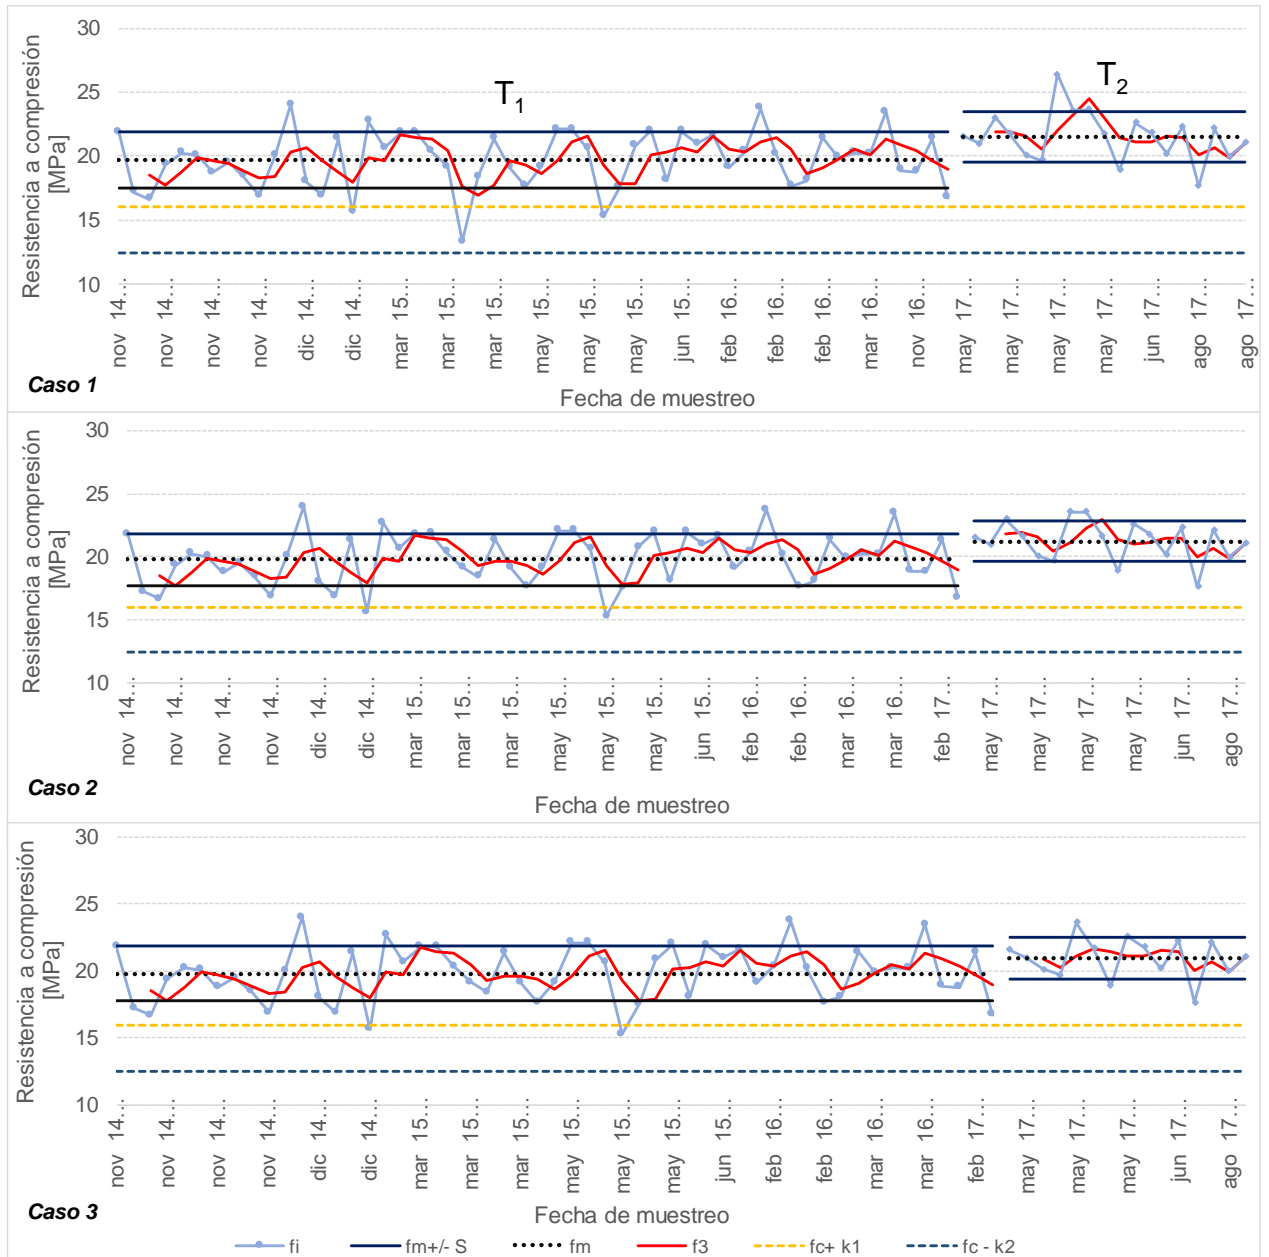 30
25
20
15
10
Resistencia a compresión
[MPa]
T1
T2
nov 14…
nov 14…
nov 14…
nov 14…
dic 14…
dic 14…
mar 15…
mar 15…
mar 15…
may 15…
may 15…
may 15…
jun 15…
feb 16…
feb 16…
mar 16…
mar 16…
nov 16…
may 17…
may 17…
may 17…
may 17…
jun 17…
ago 17…
ago 17…
Caso 1
Fecha de muestreo
30
25
20
15
10
Resistencia a compresión
[MPa]
nov 14…
nov 14…
nov 14…
nov 14…
dic 14…
dic 14…
mar 15…
mar 15…
mar 15…
may 15…
may 15…
may 15…
jun 15…
feb 16…
feb 16…
mar 16…
mar 16…
feb 17…
may 17…
may 17…
may 17…
may 17…
jun 17…
ago 17…
Caso 2
Fecha de muestreo
30
25
20
15
10
Resistencia a compresión
[MPa]
nov 14…
nov 14…
nov 14…
nov 14…
dic 14…
dic 14…
mar 15…
mar 15…
mar 15…
may 15…
may 15…
may 15…
jun 15…
feb 16…
feb 16…
mar 16…
mar 16…
feb 17…
may 17…
may 17…
may 17…
jun 17…
ago 17…
Caso 3
Fecha de muestreo
fi
fm+/- S
fm
f3
fc+ k1
fc - k2